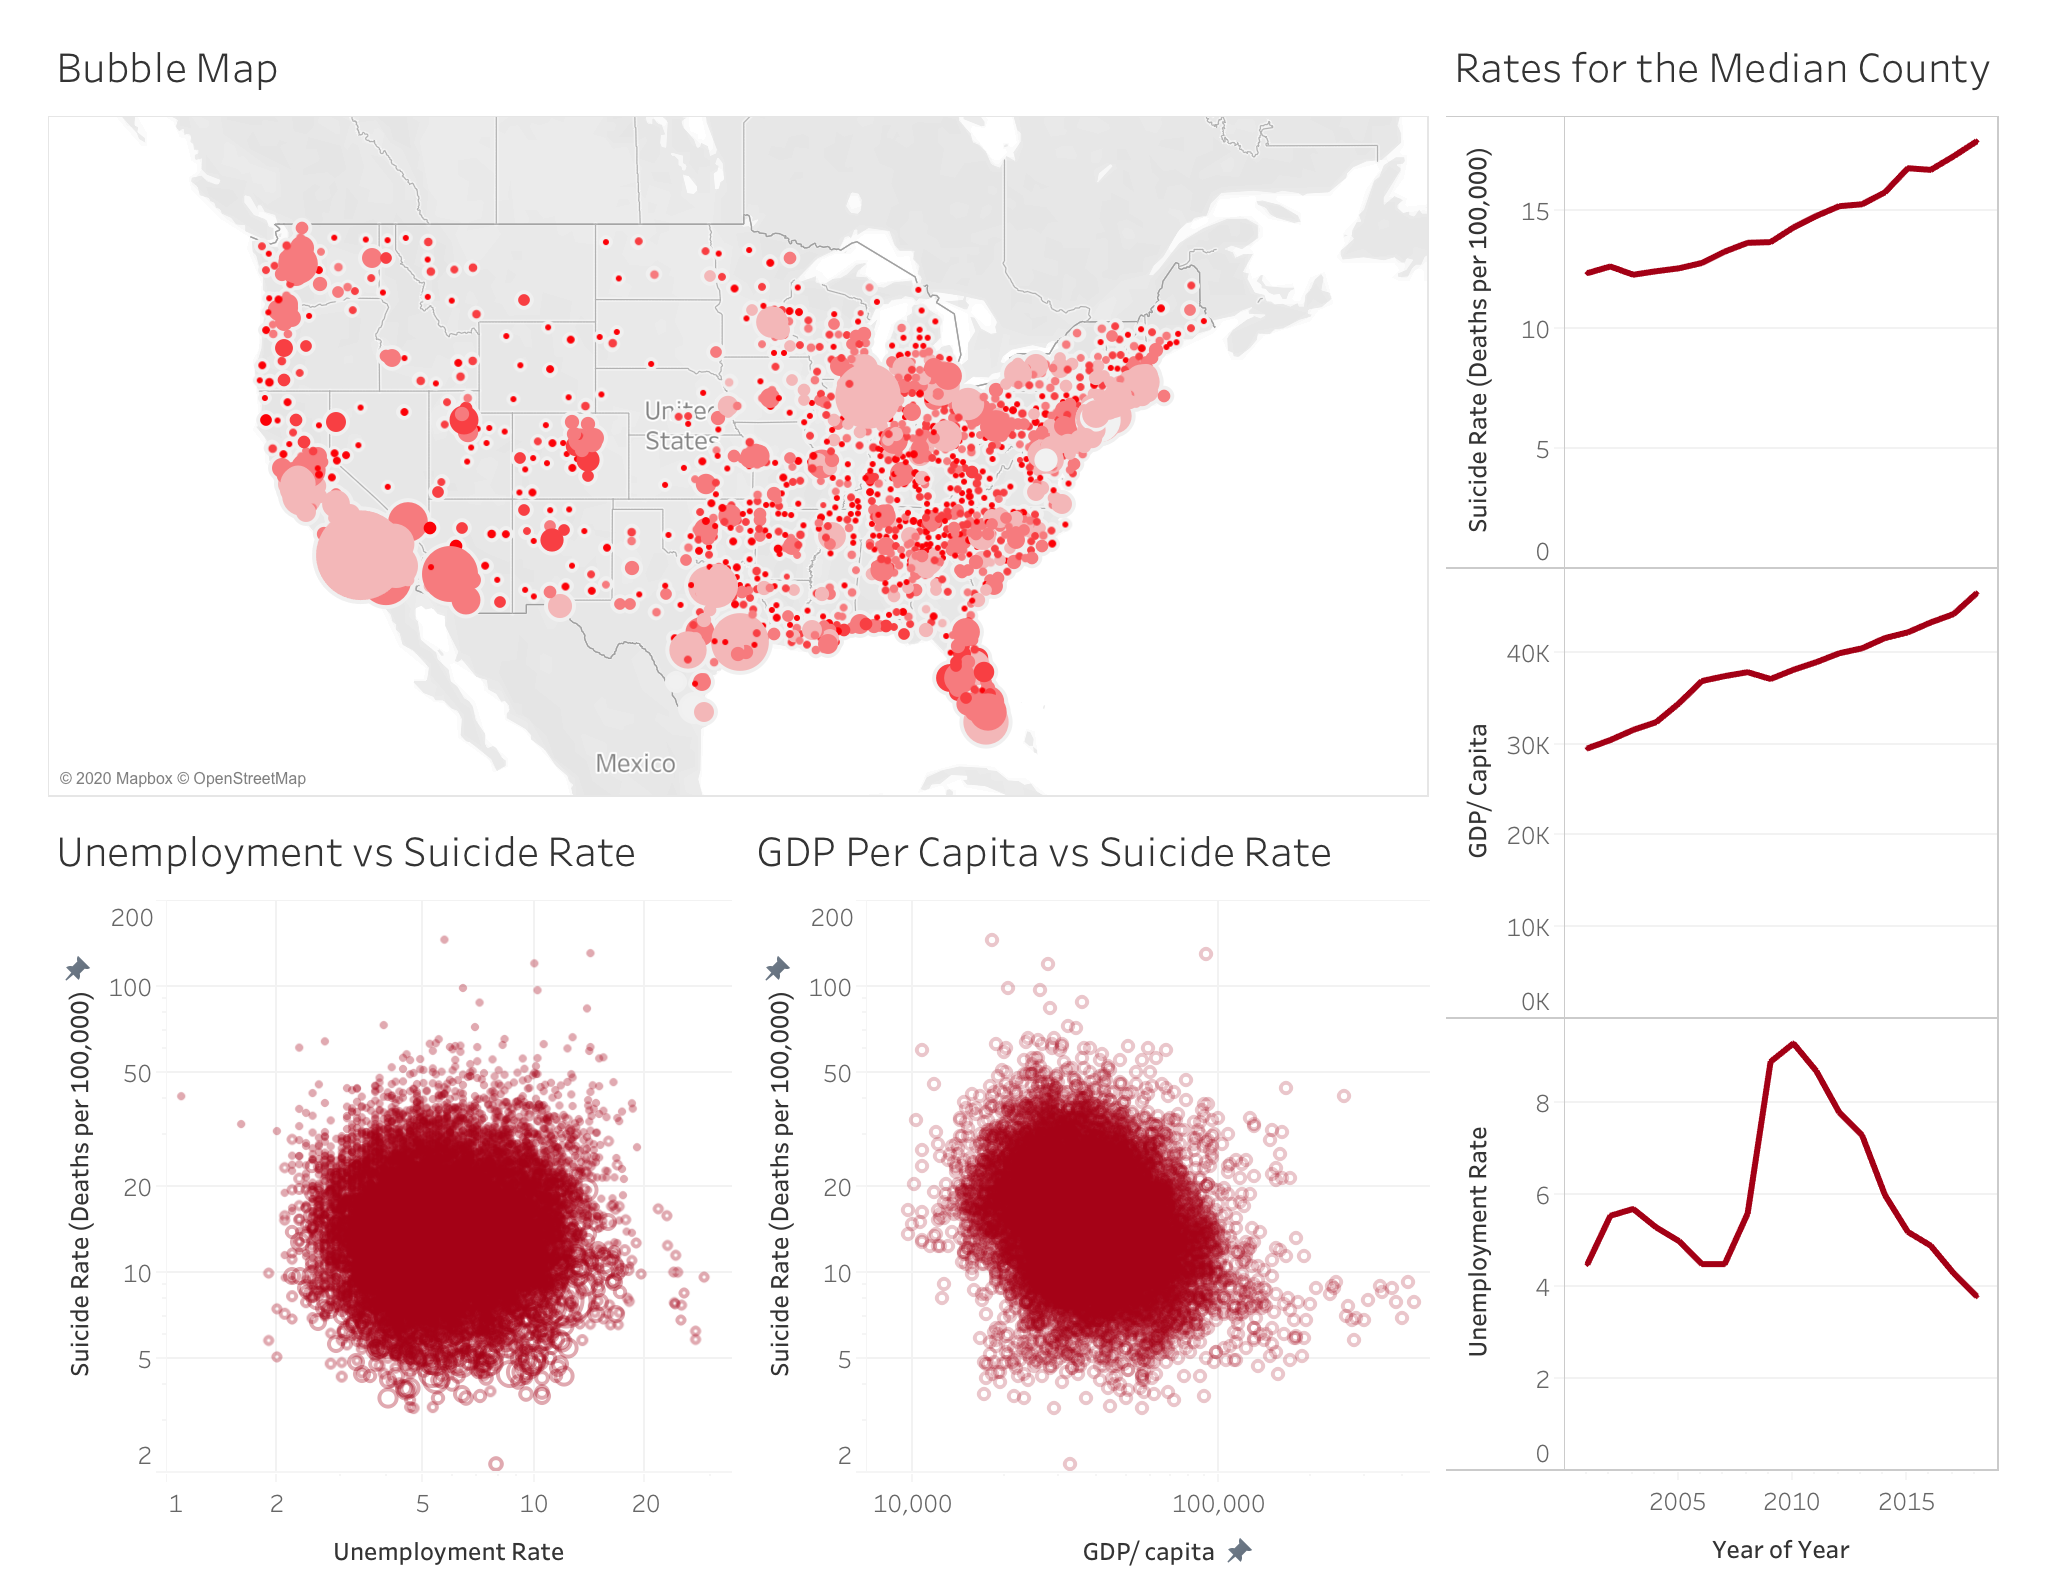 Bubble Map
Rates for the Median County
United
States
Mexico
© 2020 Mapbox © OpenStreetMap
Suicide Rate (Deaths per 100,000)
15
10
5
0
GDP/ Capita
40K
30K
20K
10K
0K
Unemployment Rate
8
6
4
2
0
2005 2010 2015
Year of Year
Unemployment vs Suicide Rate
Suicide Rate (Deaths per 100,000)
200
100
50
20
10
5
2
1 2 5 10 20
Unemployment Rate
GDP Per Capita vs Suicide Rate
Suicide Rate (Deaths per 100,000)
200
100
50
20
10
5
2
10,000 100,000
GDP/ capita